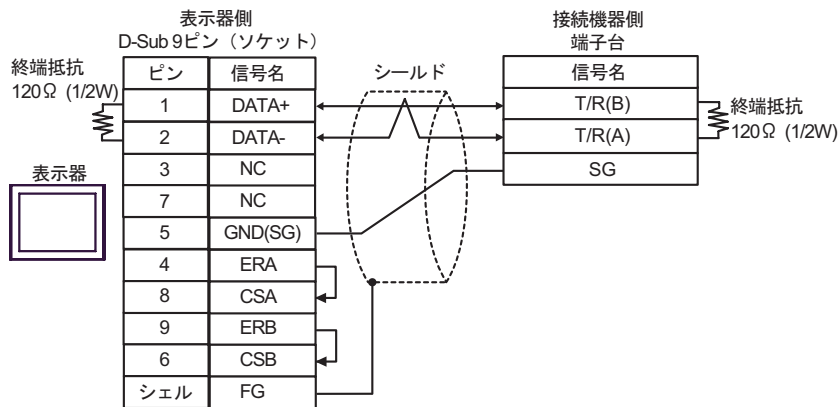 表示器側
D-Sub 9ピン（ソケット）
接続機器側
端子台
終端抵抗
120Ω (1/2W)
ピン 信号名
シールド
信号名
1 DATA+
T/R(B)
2 DATA-
T/R(A)
終端抵抗
120Ω (1/2W)
表示器
3 NC
SG
7 NC
5 GND(SG)
4 ERA
8 CSA
9 ERB
6 CSB
シェル FG